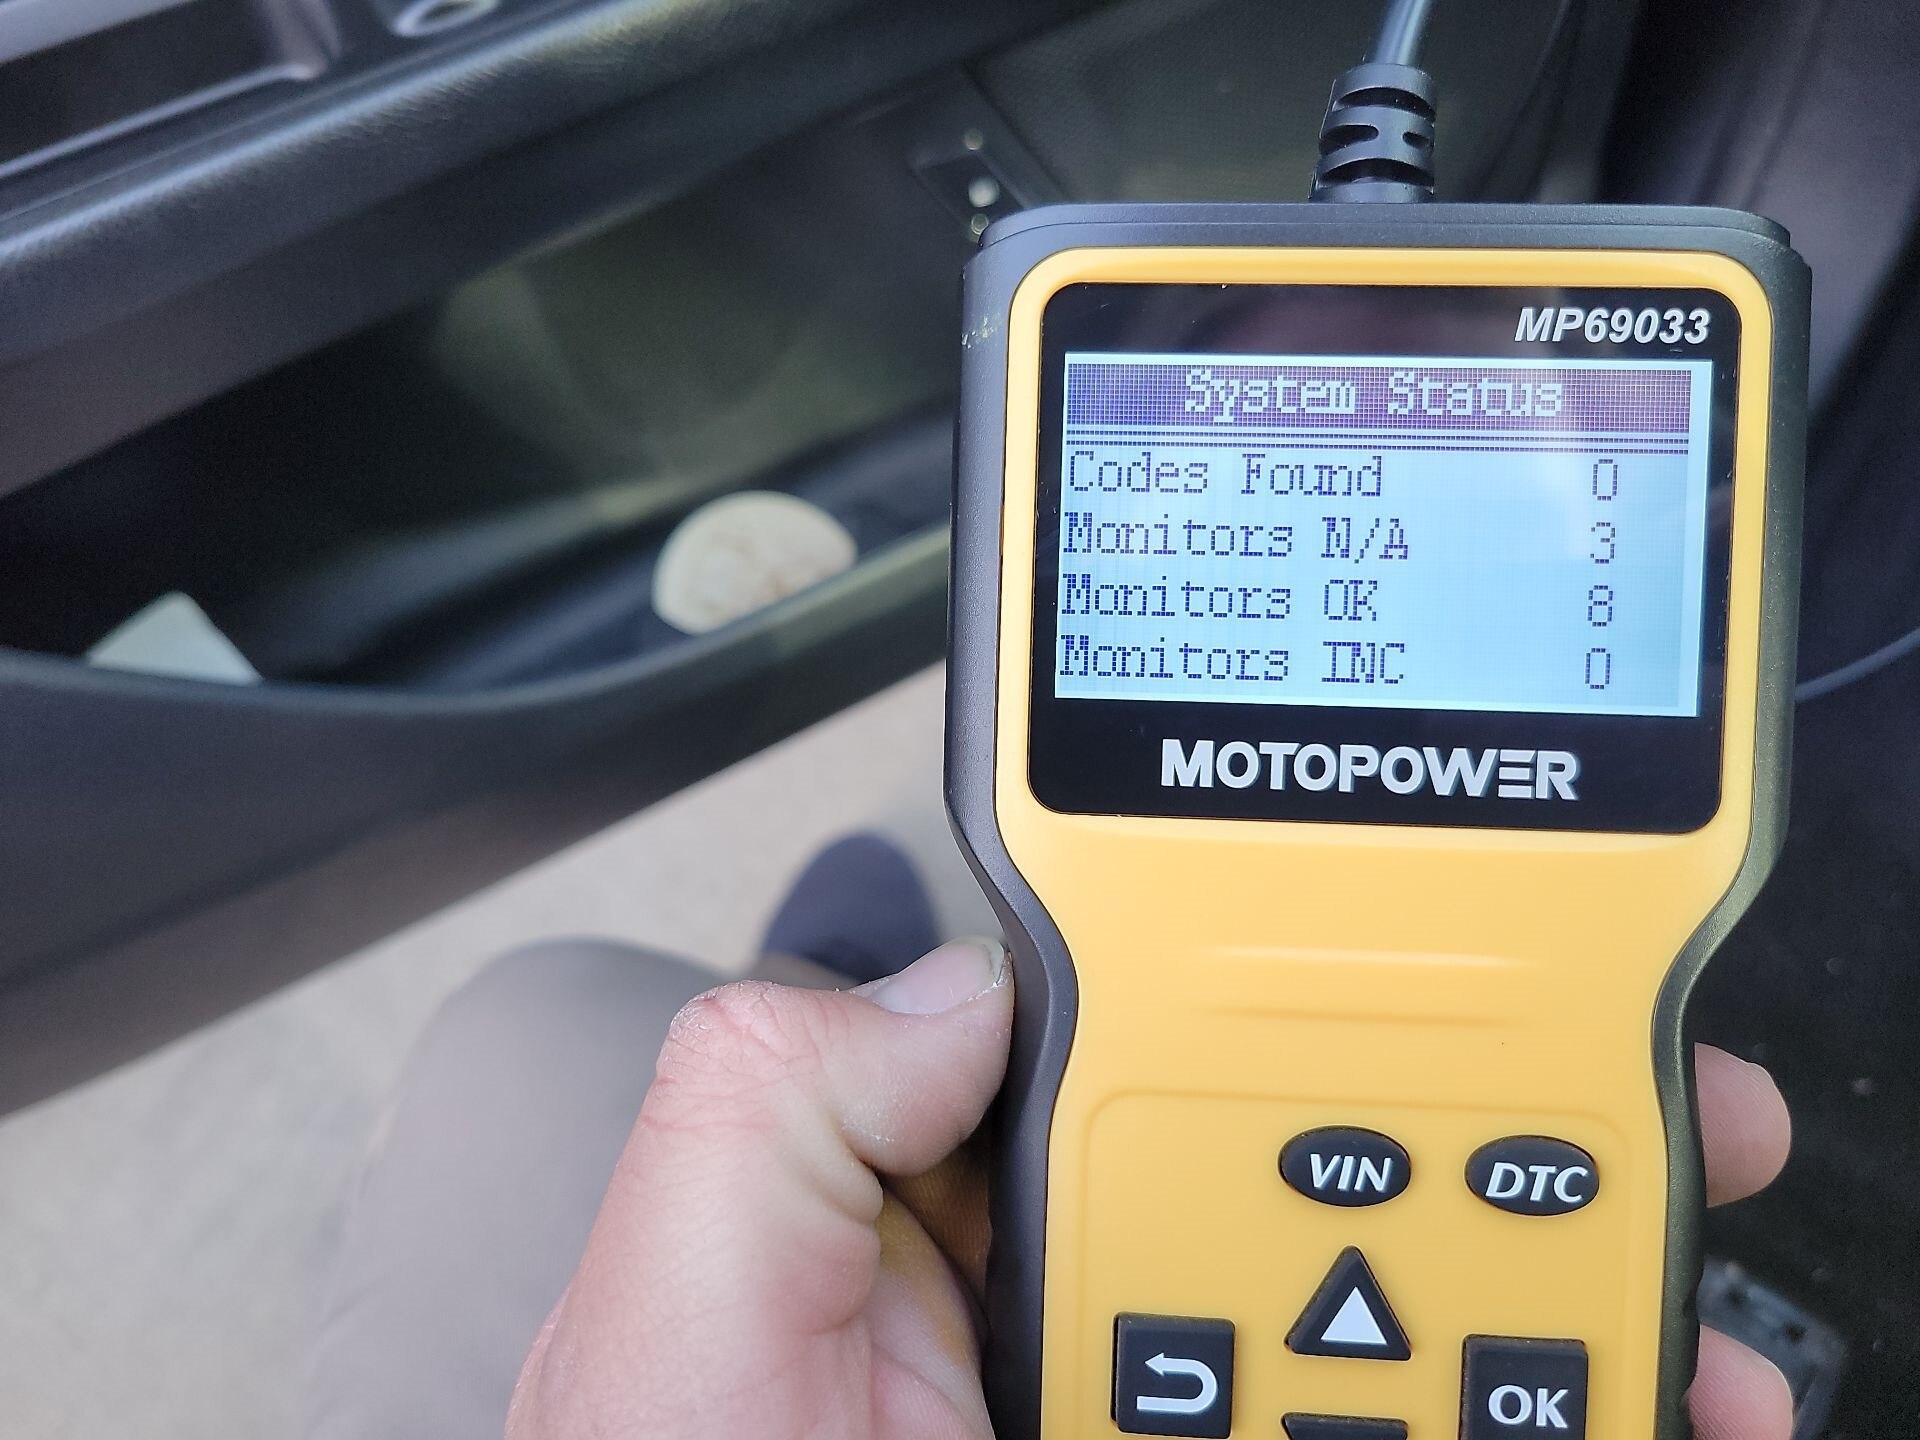 MP69033
System Status
Codes Found 0
Monitors N/A 3
Monitors OK 8
Monitors INC 0
MOTOPOWER
VIN DTC
OK